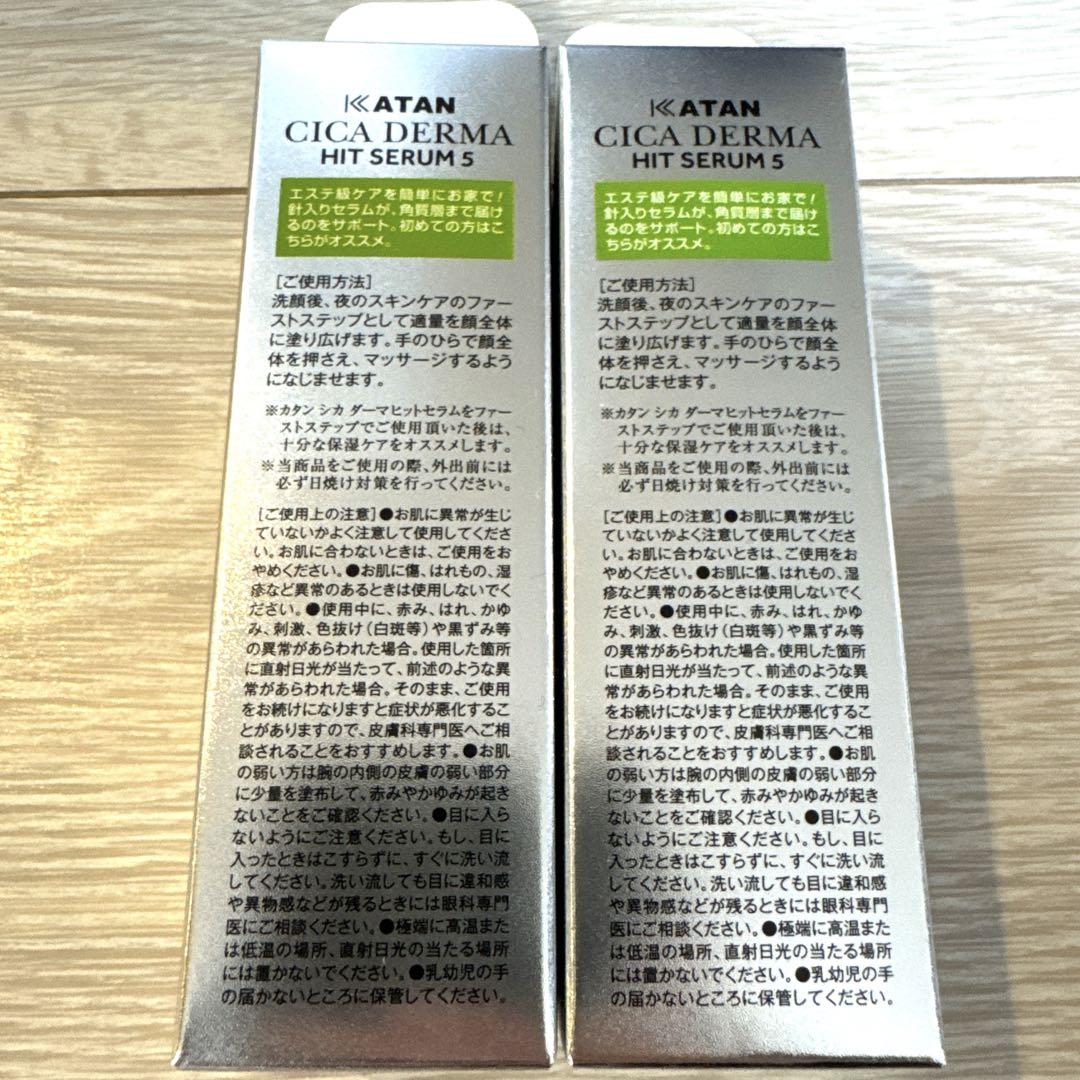 KATAN
CICA DERMA
HIT SERUM 5
エステ級ケアを簡単にお家で!
針入りセラムが、角質層まで届け
るのをサポート。初めての方はこ
ちらがオススメ。
[ご使用方法]
洗顔後、夜のスキンケアのファー
ストステップとして適量を顔全体
に塗り広げます。手のひらで顔全
体を押さえ、マッサージするよう
になじませます。
※カタン シカ ダーマヒットセラムをファー
ストステップでご使用頂いた後は、
十分な保湿ケアをオススメします。
※当商品をご使用の際、外出前には
必ず日焼け対策を行ってください。
[ご使用上の注意]●お肌に異常が生じ
ていないかよく注意して使用してくださ
い。お肌に合わないときは、ご使用をお
やめください。●お肌に傷、はれもの、湿
疹など異常のあるときは使用しないでく
ださい。●使用中に、赤み、はれ、かゆ
み、刺激、色抜け(白斑等)や黒ずみ等
の異常があらわれた場合。使用した箇所
に直射日光が当たって、前述のような異
常があらわれた場合。そのまま、ご使用
をお続けになりますと症状が悪化するこ
とがありますので、皮膚科専門医へご相
談されることをおすすめします。●お肌
の弱い方は腕の内側の皮膚の弱い部分
に少量を塗布して、赤みやかゆみが起き
ないことをご確認ください。●目に入ら
ないようにご注意ください。もし、目に
入ったときはこすらずに、すぐに洗い流
してください。洗い流しても目に違和感
や異物感などが残るときには眼科専門
医にご相談ください。●極端に高温また
は低温の場所、直射日光の当たる場所
には置かないでください。●乳幼児の手
の届かないところに保管してください。
KATAN
CICA DERMA
HIT SERUM 5
エステ級ケアを簡単にお家で!
針入りセラムが、角質層まで届け
るのをサポート。初めての方はこ
ちらがオススメ。
[ご使用方法]
洗顔後、夜のスキンケアのファー
ストステップとして適量を顔全体
に塗り広げます。手のひらで顔全
体を押さえ、マッサージするよう
になじませます。
※カタン シカ ダーマヒットセラムをファー
ストステップでご使用頂いた後は、
十分な保湿ケアをオススメします。
※当商品をご使用の際、外出前には
必ず日焼け対策を行ってください。
[ご使用上の注意]●お肌に異常が生じ
ていないかよく注意して使用してくださ
い。お肌に合わないときは、ご使用をお
やめください。●お肌に傷、はれもの、湿
疹など異常のあるときは使用しないでく
ださい。●使用中に、赤み、はれ、かゆ
み、刺激、色抜け(白斑等)や黒ずみ等
の異常があらわれた場合。使用した箇所
に直射日光が当たって、前述のような異
常があらわれた場合。そのまま、ご使用
をお続けになりますと症状が悪化するこ
とがありますので、皮膚科専門医へご相
談されることをおすすめします。●お肌
の弱い方は腕の内側の皮膚の弱い部分
に少量を塗布して、赤みやかゆみが起き
ないことをご確認ください。●目に入ら
ないようにご注意ください。もし、目に
入ったときはこすらずに、すぐに洗い流
してください。洗い流しても目に違和感
や異物感などが残るときには眼科専門
医にご相談ください。●極端に高温また
は低温の場所、直射日光の当たる場所
には置かないでください。●乳幼児の手
の届かないところに保管してください。